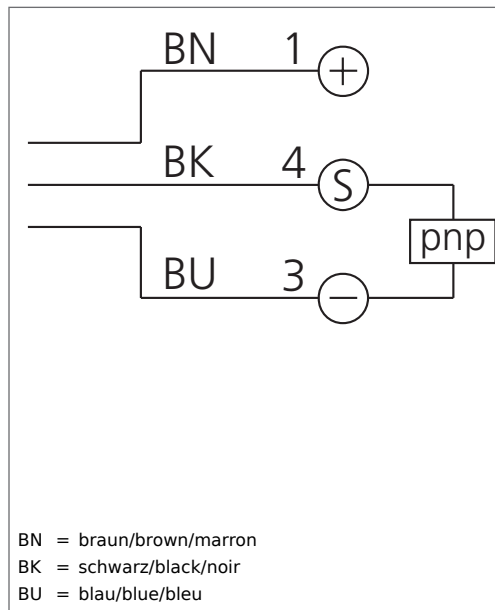 BN 1 +
BK 4 S
pnp
BU 3 −
BN = braun/brown/marron
BK = schwarz/black/noir
BU = blau/blue/bleu